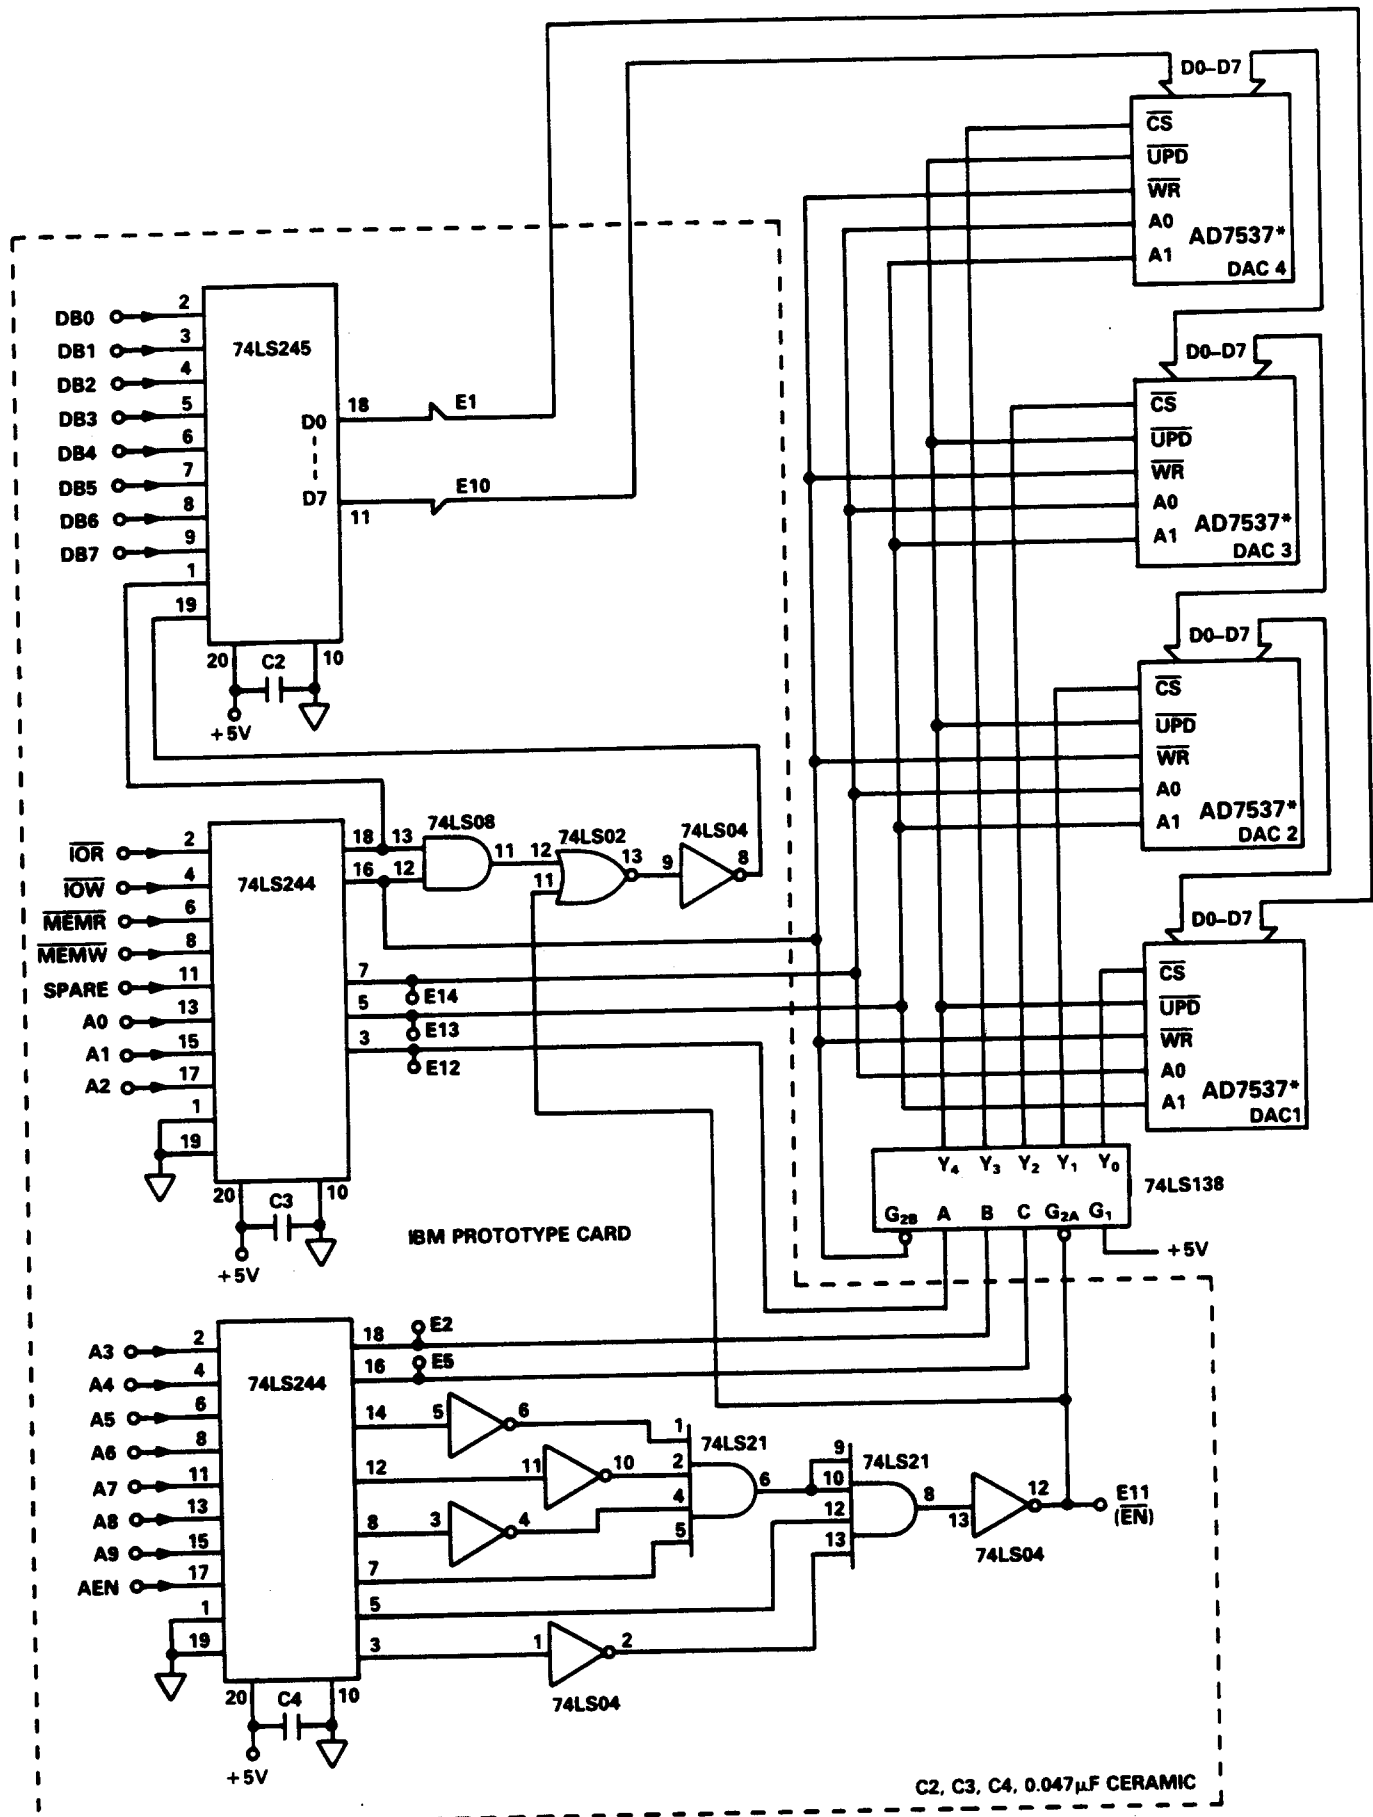 D0–D7
CS
UPD
WR
A0
A1
AD7537*
DAC 4
DB0
DB1
DB2
DB3
DB4
DB5
DB6
DB7
2
3
4
5
6
7
8
9
1
19
74LS245
D0
D7
18
E1
E10
11
20
C2
10
+5V
D0–D7
CS
UPD
WR
A0
A1
AD7537*
DAC 3
D0–D7
CS
UPD
WR
A0
A1
AD7537*
DAC 2
IOR
IOW
MEMR
MEMW
SPARE
A0
A1
A2
2
4
6
8
11
13
15
17
1
19
74LS244
18
13
16
12
74LS08
11
12
11
74LS02
13
9
74LS04
8
7
E14
5
E13
3
E12
20
C3
10
+5V
IBM PROTOTYPE CARD
D0–D7
CS
UPD
WR
A0
A1
AD7537*
DAC1
Y4 Y3 Y2 Y1 Y0
74LS138
G2B A B C G2A G1
+5V
A3
A4
A5
A6
A7
A8
A9
AEN
2
4
6
8
11
13
15
17
1
19
74LS244
18
E2
16
E5
14
5
6
12
11
10
8
3
4
7
5
3
1
2
74LS04
1
2
4
5
74LS21
6
9
10
12
13
74LS21
8
13
12
74LS04
E11
(EN)
20
C4
10
+5V
C2, C3, C4, 0.047µF CERAMIC